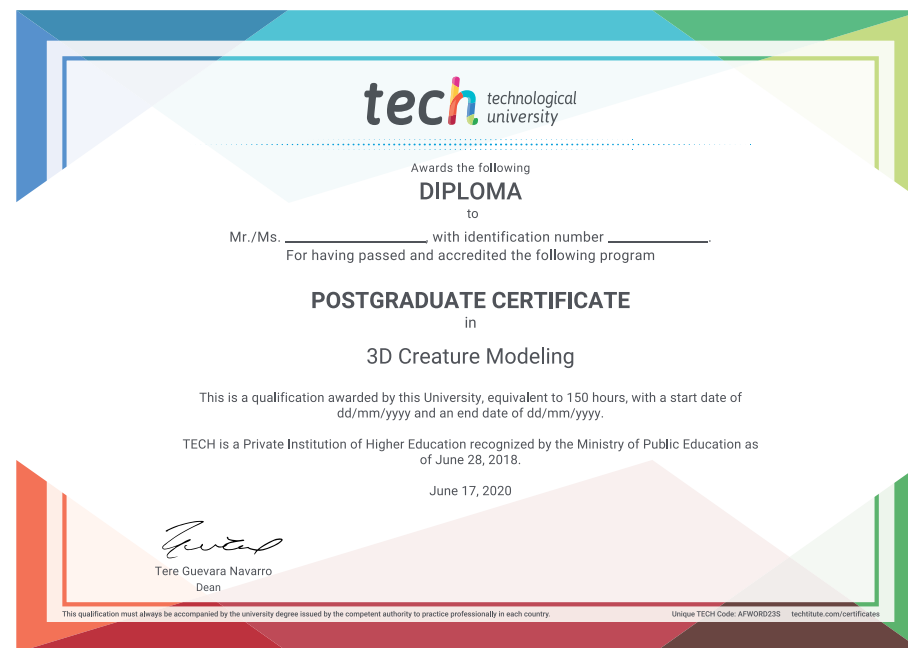 tech technological
university
Awards the following
DIPLOMA
to
Mr./Ms. ____________, with identification number ____________.
For having passed and accredited the following program
POSTGRADUATE CERTIFICATE
in
3D Creature Modeling
This is a qualification awarded by this University, equivalent to 150 hours, with a start date of
dd/mm/yyyy and an end date of dd/mm/yyyy.
TECH is a Private Institution of Higher Education recognized by the Ministry of Public Education as
of June 28, 2018.
June 17, 2020
Tere Guevara Navarro
Dean
This qualification must always be accompanied by the university degree issued by the competent authority to practice professionally in each country. Unique TECH Code: AFWORD23S techtitute.com/certificates